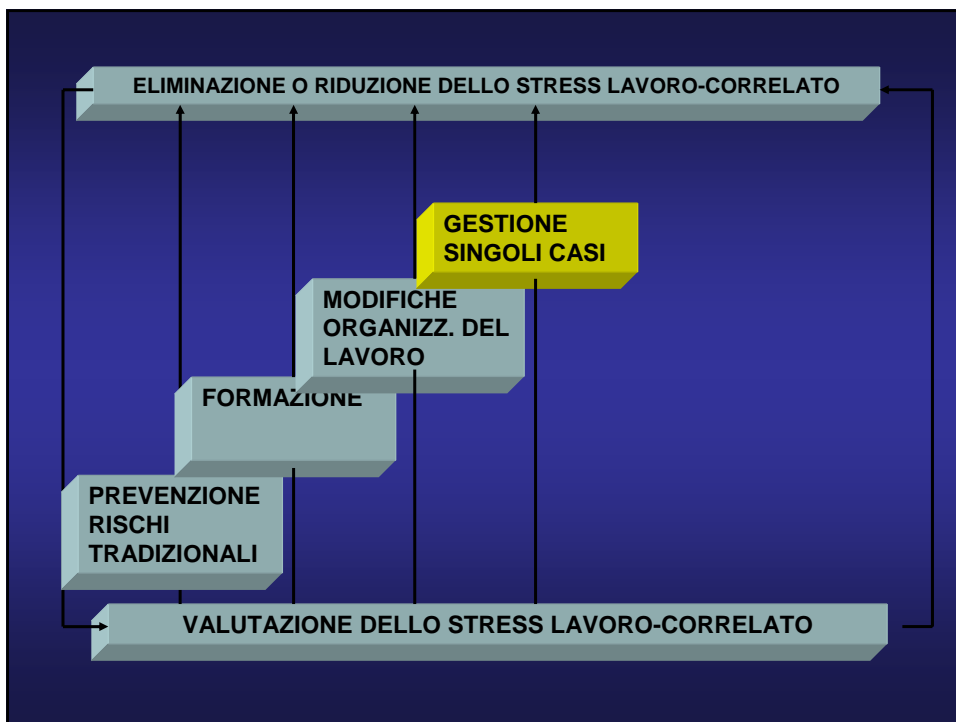 ELIMINAZIONE O RIDUZIONE DELLO STRESS LAVORO-CORRELATO
GESTIONE
SINGOLI CASI
MODIFICHE
ORGANIZZ. DEL
LAVORO
FORMAZIONE
PREVENZIONE
RISCHI
TRADIZIONALI
VALUTAZIONE DELLO STRESS LAVORO-CORRELATO